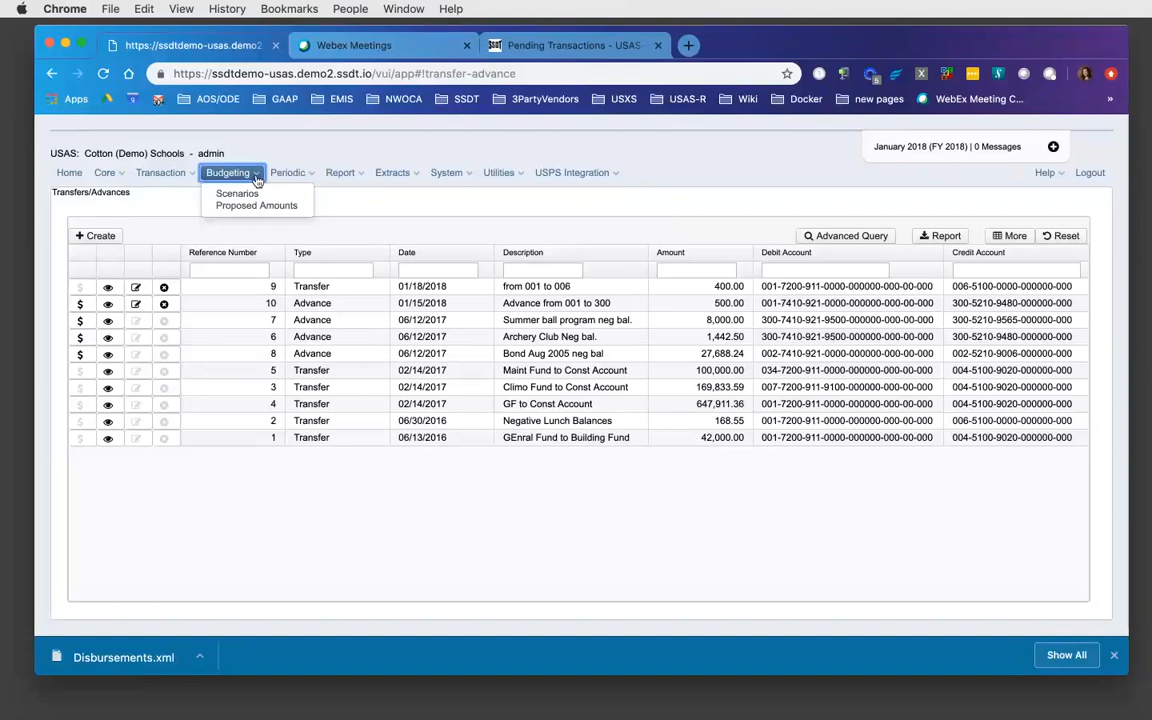 Chrome File Edit View History Bookmarks People Window Help
https://ssdtdemo-usas.demo2 Webex Meetings Pending Transactions - USAS
https://ssdtdemo-usas.demo2.ssdt.io/vui/app#!transfer-advance
Apps AOS/ODE GAAP EMIS NWOCA SSDT 3PartyVendors USXS USAS-R Wiki Docker new pages WebEx Meeting C... »
USAS: Cotton (Demo) Schools - admin
January 2018 (FY 2018) | 0 Messages
Home Core Transaction Budgeting Periodic Report Extracts System Utilities USPS Integration Help Logout
Transfers/Advances
Scenarios
Proposed Amounts
Create Advanced Query Report More Reset
Reference Number Type Date Description Amount Debit Account Credit Account
$ 9 Transfer 01/18/2018 from 001 to 006 400.00 001-7200-911-0000-000000-000-00-000 006-5100-0000-000000-000
$ 10 Advance 01/15/2018 Advance from 001 to 300 500.00 001-7410-921-0000-000000-000-00-000 300-5210-9480-000000-000
$ 7 Advance 06/12/2017 Summer ball program neg bal. 8,000.00 300-7410-921-9500-000000-000-00-000 300-5210-9565-000000-000
$ 6 Advance 06/12/2017 Archery Club Neg bal. 1,442.50 300-7410-921-9500-000000-000-00-000 300-5210-9480-000000-000
$ 8 Advance 06/12/2017 Bond Aug 2005 neg bal 27,688.24 002-7410-921-0000-000000-000-00-000 002-5210-9006-000000-000
$ 5 Transfer 02/14/2017 Maint Fund to Const Account 100,000.00 034-7200-911-0000-000000-000-00-000 004-5100-9020-000000-000
$ 3 Transfer 02/14/2017 Climo Fund to Const Account 169,833.59 070-7200-911-9100-000000-000-00-000 004-5100-9020-000000-000
$ 4 Transfer 02/14/2017 GF to Const Account 647,911.36 001-7200-911-0000-000000-000-00-000 004-5100-9020-000000-000
$ 2 Transfer 06/30/2016 Negative Lunch Balances 168.55 001-7200-911-0000-000000-000-00-000 006-5100-0000-000000-000
$ 1 Transfer 06/13/2016 GEnral Fund to Building Fund 42,000.00 001-7200-911-0000-000000-000-00-000 004-5100-9020-000000-000
Disbursements.xml Show All